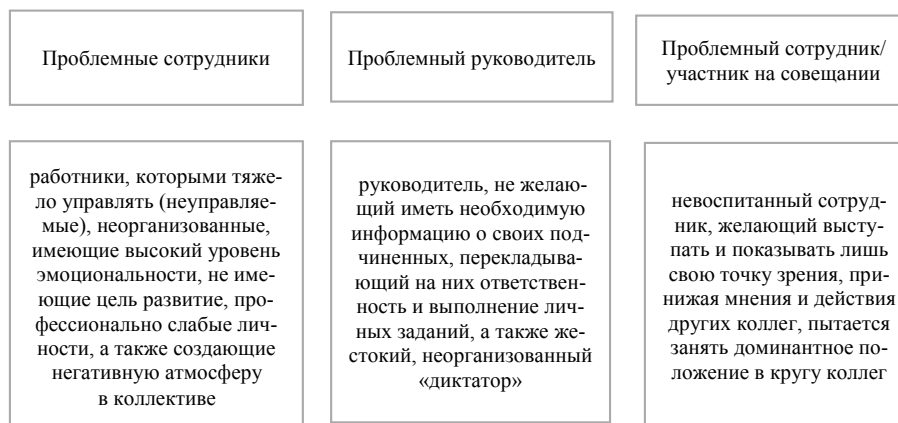 Проблемные сотрудники
Проблемный руководитель
Проблемный сотрудник/
участник на совещании
работники, которыми тяже-
ло управлять (неуправляе-
мые), неорганизованные,
имеющие высокий уровень
эмоциональности, не име-
ющие цель развитие, про-
фессионально слабые лич-
ности, а также создающие
негативную атмосферу
в коллективе
руководитель, не желаю-
щий иметь необходимую
информацию о своих под-
чиненных, перекладываю-
щий на них ответствен-
ность и выполнение лич-
ных заданий, а также же-
стокий, неорганизованный
«диктатор»
невоспитанный сотруд-
ник, желающий высту-
пать и показывать лишь
свою точку зрения, при-
нижая мнения и действия
других коллег, пытается
занять доминантное по-
ложение в кругу коллег